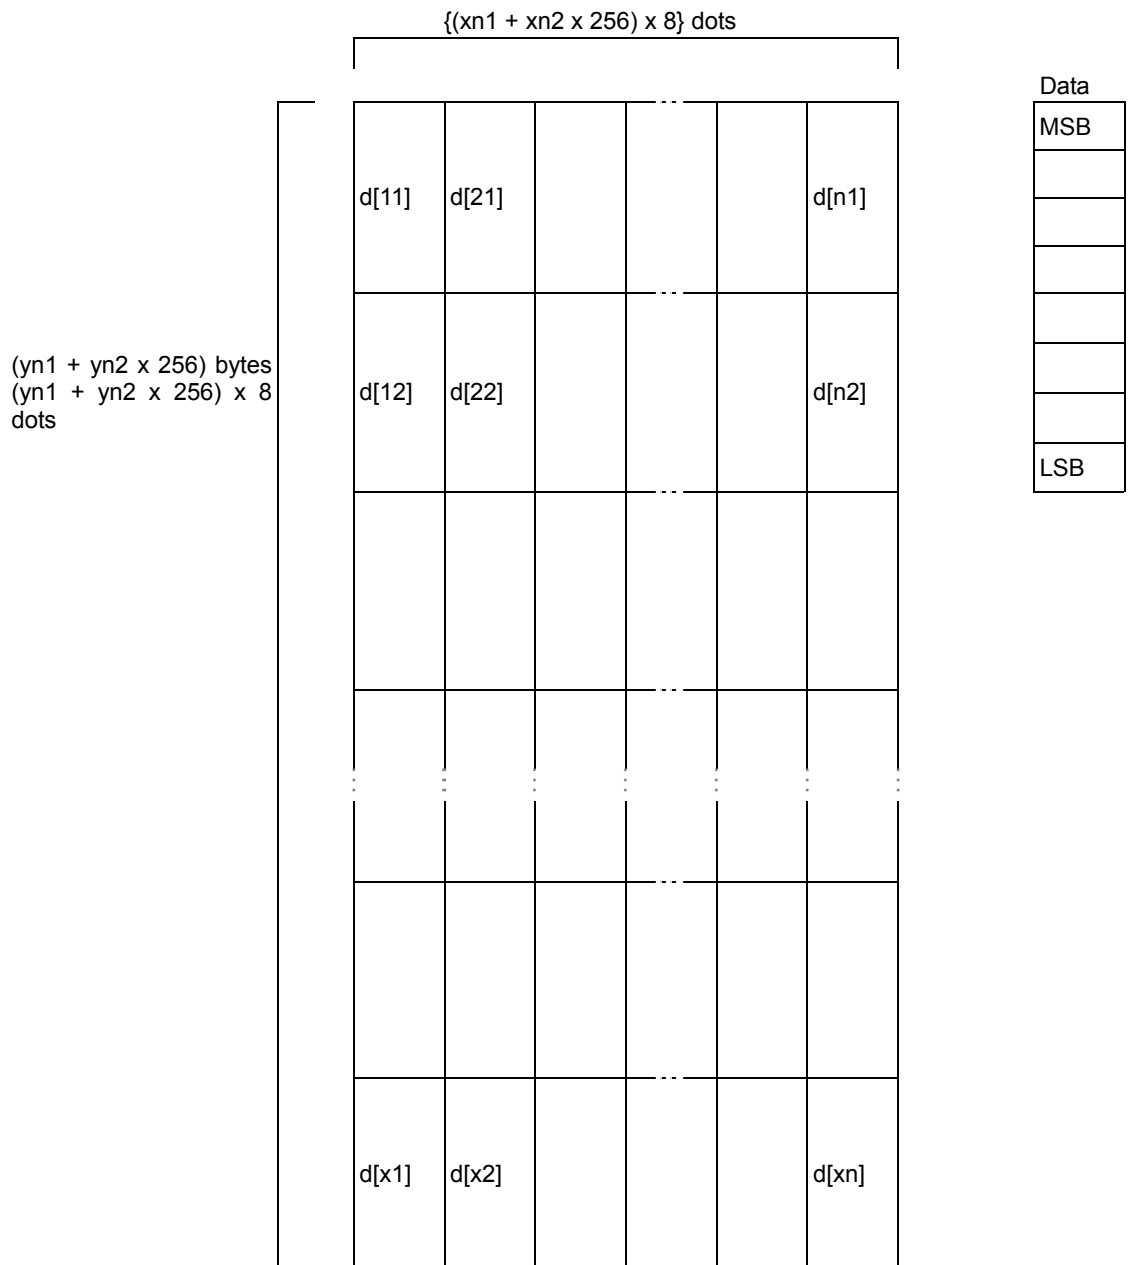 {(xn1 + xn2 x 256) x 8} dots
Data
MSB
d[11] d[21] d[n1]
(yn1 + yn2 x 256) bytes
(yn1 + yn2 x 256) x 8
dots
d[12] d[22] d[n2]
LSB
d[x1] d[x2] d[xn]